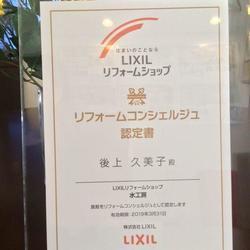 住まいのことなら
LIXIL
リフォームショップ
リフォームコンシェルジュ
認定書
後上 久美子 殿
LIXILリフォームショップ
水工房
貴殿をリフォームコンシェルジュとして認定します
有効期限 2019年3月31日
株式会社LIXIL
LIXIL